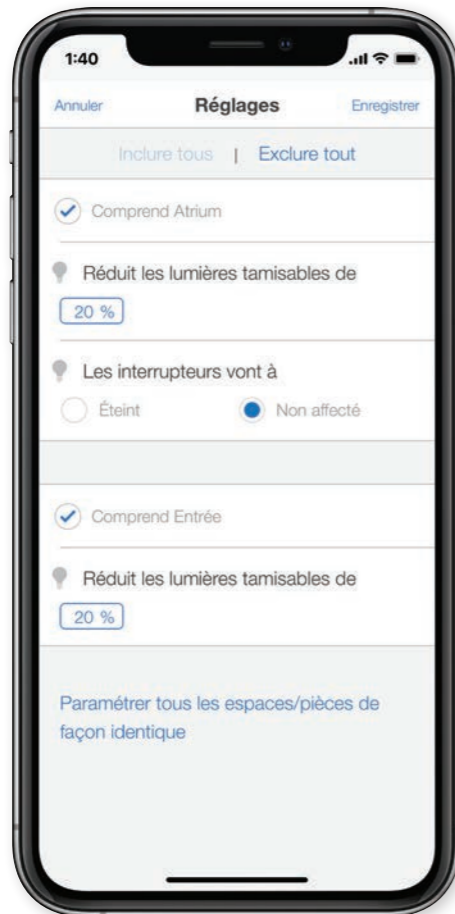 1:40
Annuler Réglages Enregistrer
Inclure tous | Exclure tout
Comprend Atrium
Réduit les lumières tamisables de
20 %
Les interrupteurs vont à
Éteint Non affecté
Comprend Entrée
Réduit les lumières tamisables de
20 %
Paramétrer tous les espaces/pièces de
façon identique